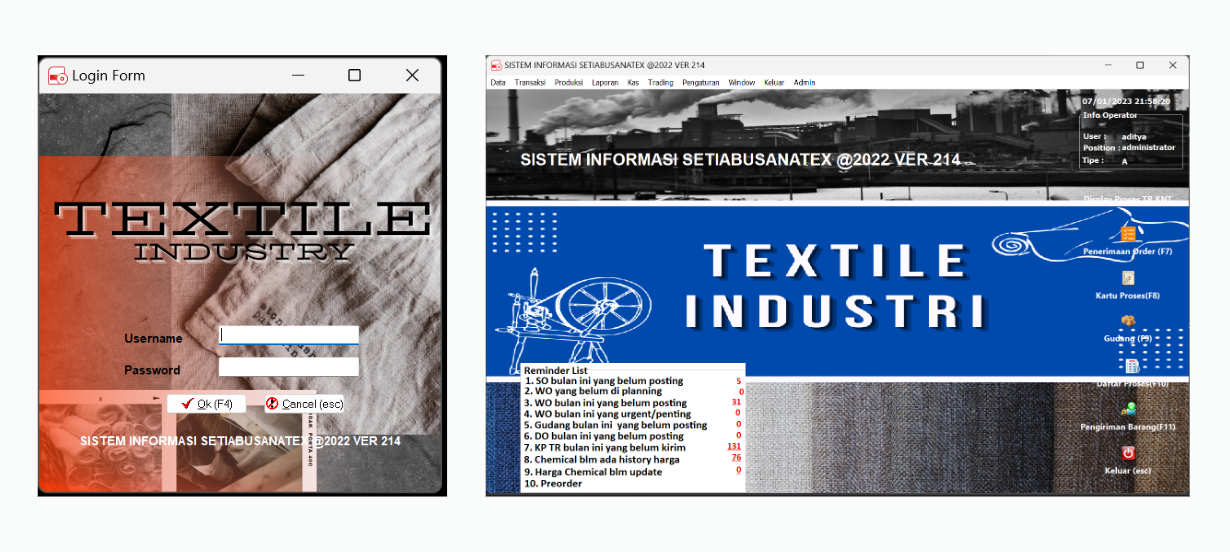 Login Form
TEXTILE
INDUSTRY
Username
Password
Ok (F4)
Cancel (esc)
SISTEM INFORMASI SETIABUSANATEX @2022 VER 214
SISTEM INFORMASI SETIABUSANATEX @2022 VER 214
Data Transaksi Produksi Laporan Kas Trading Pengaturan Window Keluar Admin
07/01/2023 21:58:20
Info Operator
User : aditya
Position : administrator
Tipe : A
SISTEM INFORMASI SETIABUSANATEX @2022 VER 214
Display Proses TR KNT
TEXTILE
INDUSTRI
Penerimaan Order (F7)
Kartu Proses(F8)
Gudang (F9)
Daftar Proses(F10)
Pengiriman Barang(F11)
Keluar (esc)
Reminder List
1. SO bulan ini yang belum posting 5
2. WO yang belum di planning 0
3. WO bulan ini yang belum posting 31
4. WO bulan ini yang urgent/penting 0
5. Gudang bulan ini yang belum posting 0
6. DO bulan ini yang belum posting 0
7. KP TR bulan ini yang belum kirim 131
8. Chemical blm ada history harga 76
9. Harga Chemical blm update 0
10. Preorder